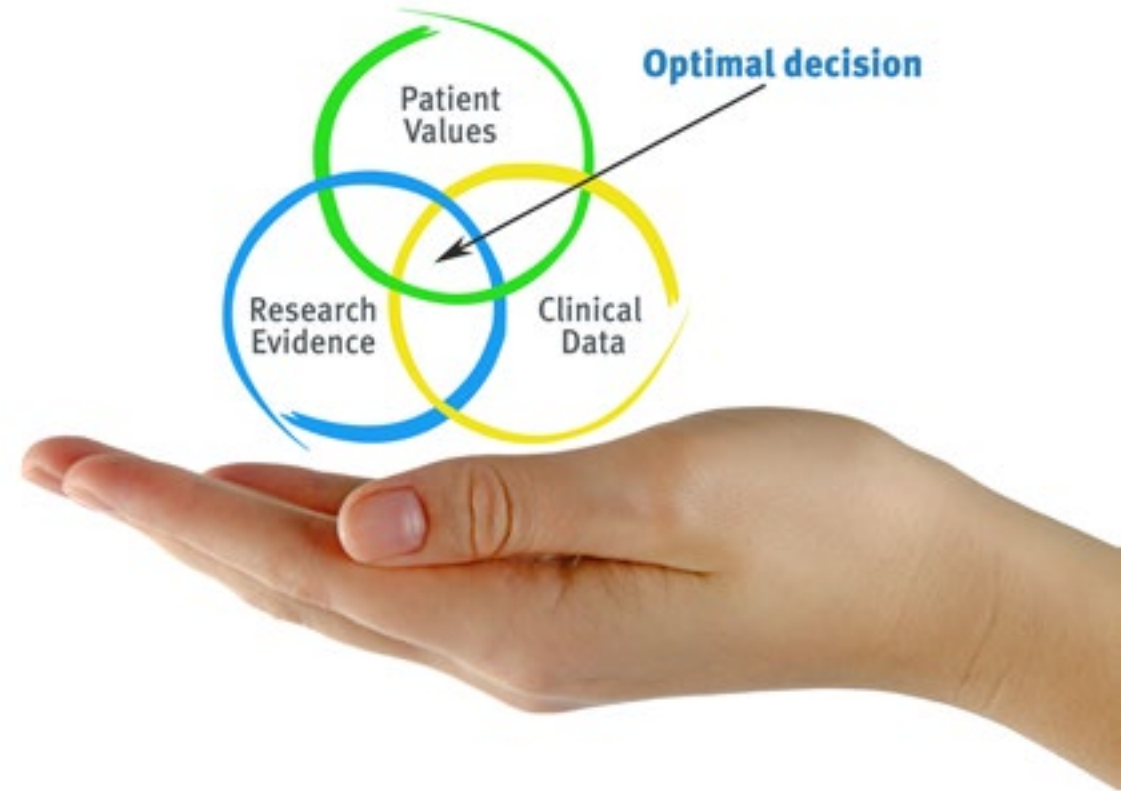 Patient
Values
Optimal decision
Research
Evidence
Clinical
Data